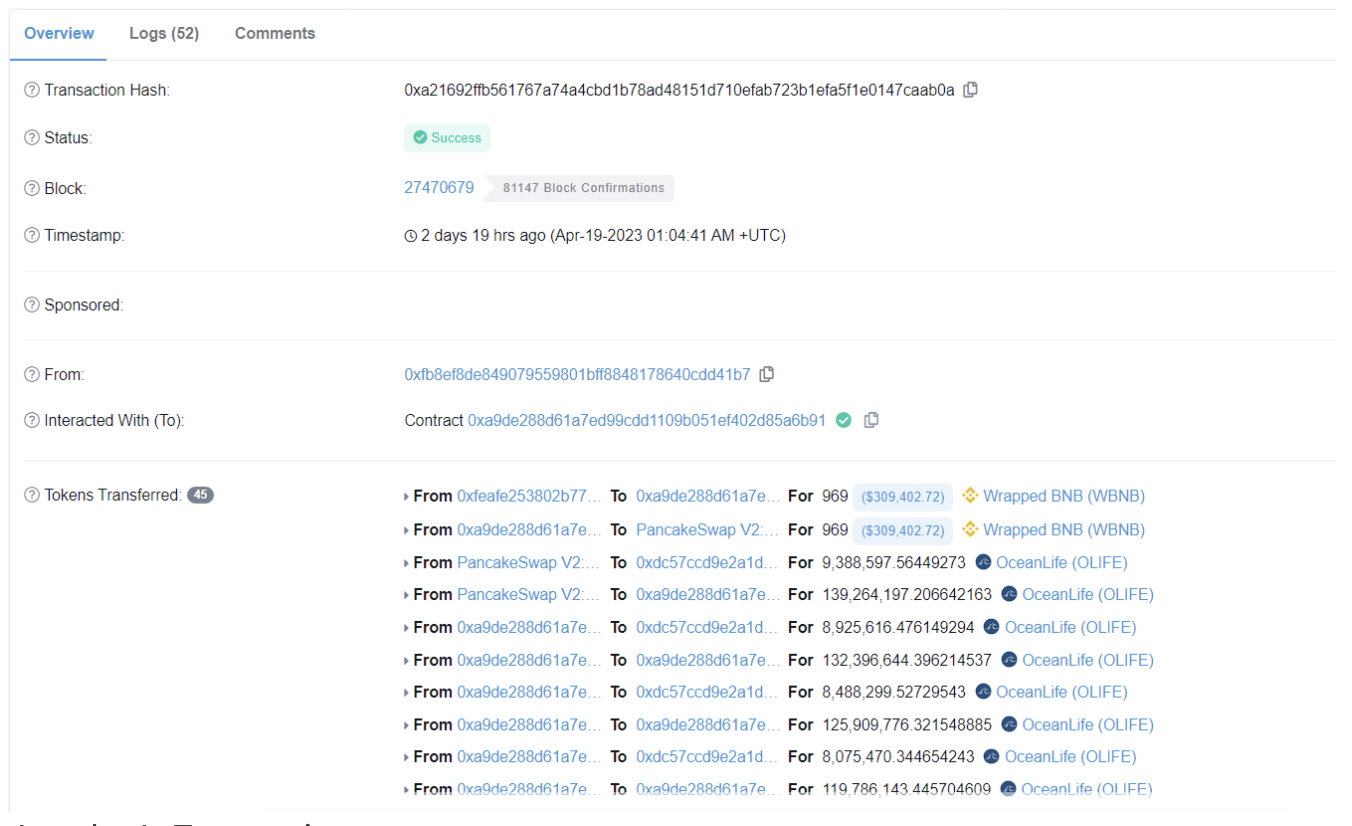 Overview Logs (52) Comments
Transaction Hash: 0xa21692ffb561767a74a4cbd1b78ad48151d710efab723b1efa5f1e0147caab0a
Status: Success
Block: 27470679 81147 Block Confirmations
Timestamp: 2 days 19 hrs ago (Apr-19-2023 01:04:41 AM +UTC)
Sponsored:
From: 0xfb8ef8de849079559801bff8848178640cdd41b7
Interacted With (To): Contract 0xa9de288d61a7ed99cdd1109b051ef402d85a6b91
Tokens Transferred: 45 From 0xfeafe253802b77... To 0xa9de288d61a7e... For 969 ($309,402.72) Wrapped BNB (WBNB)
From 0xa9de288d61a7e... To PancakeSwap V2:... For 969 ($309,402.72) Wrapped BNB (WBNB)
From PancakeSwap V2:... To 0xdc57ccd9e2a1d... For 9,388,597.56449273 OceanLife (OLIFE)
From PancakeSwap V2:... To 0xa9de288d61a7e... For 139,264,197.206642163 OceanLife (OLIFE)
From 0xa9de288d61a7e... To 0xdc57ccd9e2a1d... For 8,925,616.476149294 OceanLife (OLIFE)
From 0xa9de288d61a7e... To 0xa9de288d61a7e... For 132,396,644.396214537 OceanLife (OLIFE)
From 0xa9de288d61a7e... To 0xdc57ccd9e2a1d... For 8,488,299.52729543 OceanLife (OLIFE)
From 0xa9de288d61a7e... To 0xa9de288d61a7e... For 125,909,776.321548885 OceanLife (OLIFE)
From 0xa9de288d61a7e... To 0xdc57ccd9e2a1d... For 8,075,470.344654243 OceanLife (OLIFE)
From 0xa9de288d61a7e... To 0xa9de288d61a7e... For 119,786,143.445704609 OceanLife (OLIFE)